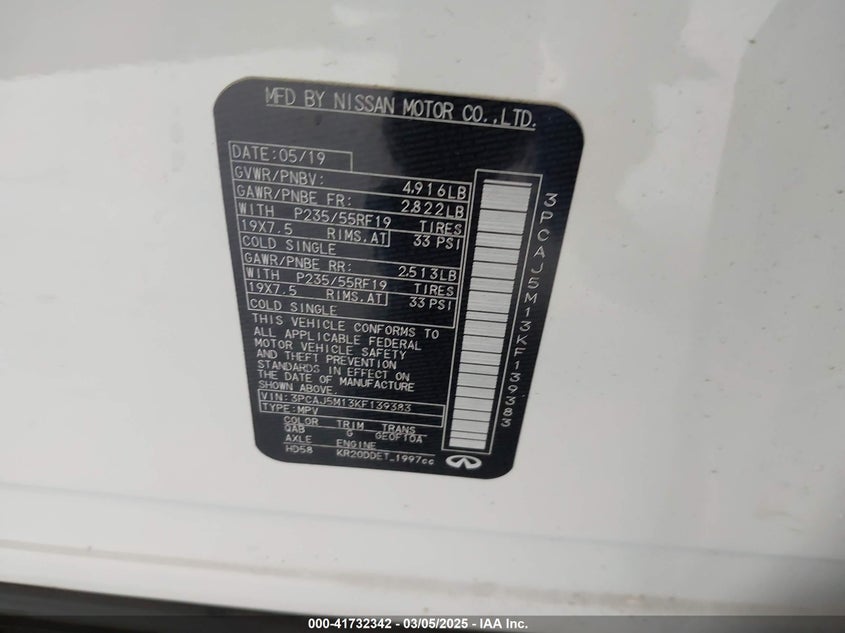 MFD BY NISSAN MOTOR CO.,LTD.
DATE:05/19
GVWR/PNBV: 4,916LB
GAWR/PNBE FR: 2,822LB
WITH P235/55RF19 TIRES
19X7.5 RIMS,AT 33 PSI
COLD SINGLE
GAWR/PNBE RR: 2,513LB
WITH P235/55RF19 TIRES
19X7.5 RIMS,AT 33 PSI
COLD SINGLE
THIS VEHICLE CONFORMS TO
ALL APPLICABLE FEDERAL
MOTOR VEHICLE SAFETY
AND THEFT PREVENTION
STANDARDS IN EFFECT ON
THE DATE OF MANUFACTURE
SHOWN ABOVE.
VIN:3PCAJ5M13KF139383
TYPE:MPV
COLOR TRIM TRANS
QAB G GE0F10A
AXLE ENGINE
HD58 KR20DDET_1997cc
3PCAJ5M13KF139383
000-41732342 - 03/05/2025 - IAA Inc.